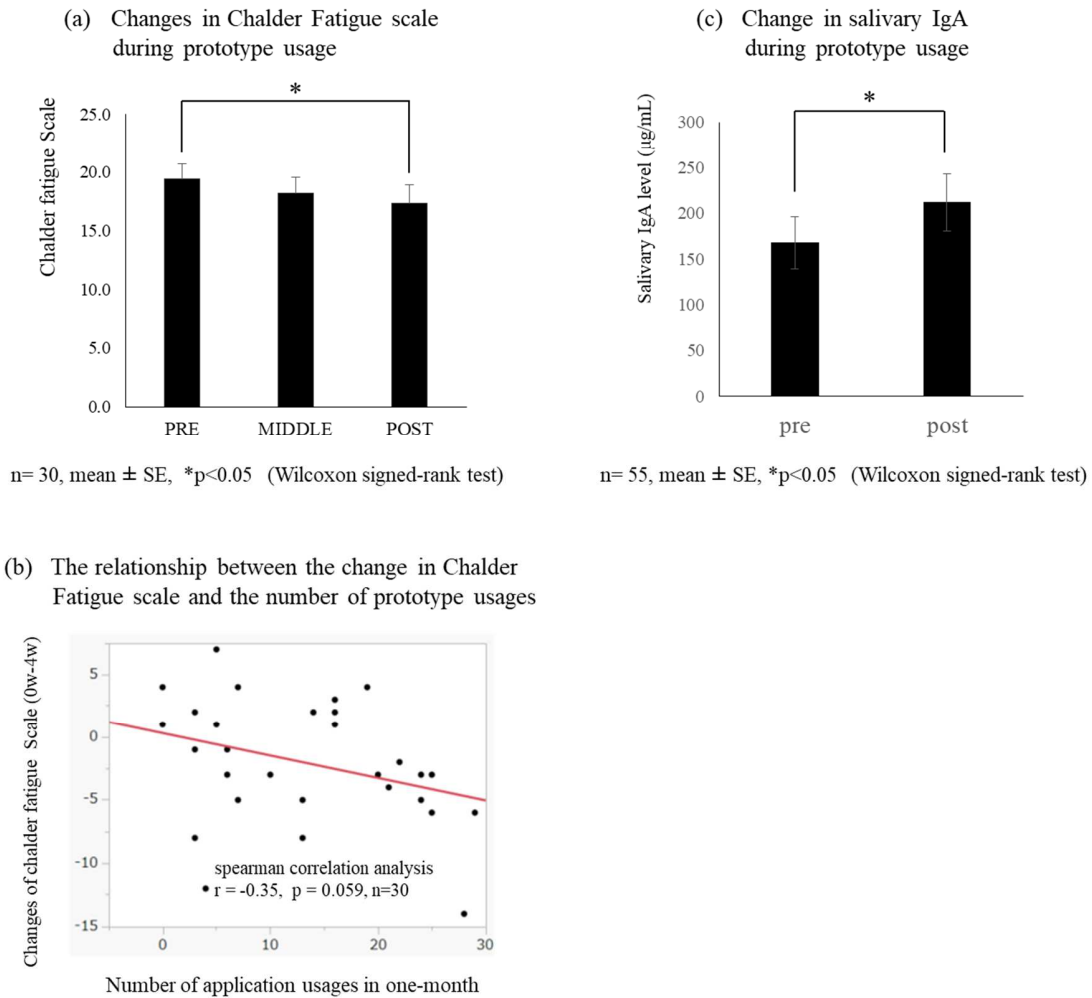 (a) Changes in Chalder Fatigue scale
during prototype usage
*
Chalder fatigue Scale
25.0
20.0
15.0
10.0
5.0
0.0
PRE MIDDLE POST
n= 30, mean ± SE, *p<0.05 (Wilcoxon signed-rank test)
(c) Change in salivary IgA
during prototype usage
*
Salivary IgA level (μg/mL)
300
250
200
150
100
50
0
pre post
n= 55, mean ± SE, *p<0.05 (Wilcoxon signed-rank test)
(b) The relationship between the change in Chalder
Fatigue scale and the number of prototype usages
Changes of chalder fatigue Scale (0w-4w)
5
0
-5
-10
-15
spearman correlation analysis
r = -0.35, p = 0.059, n=30
0 10 20 30
Number of application usages in one-month